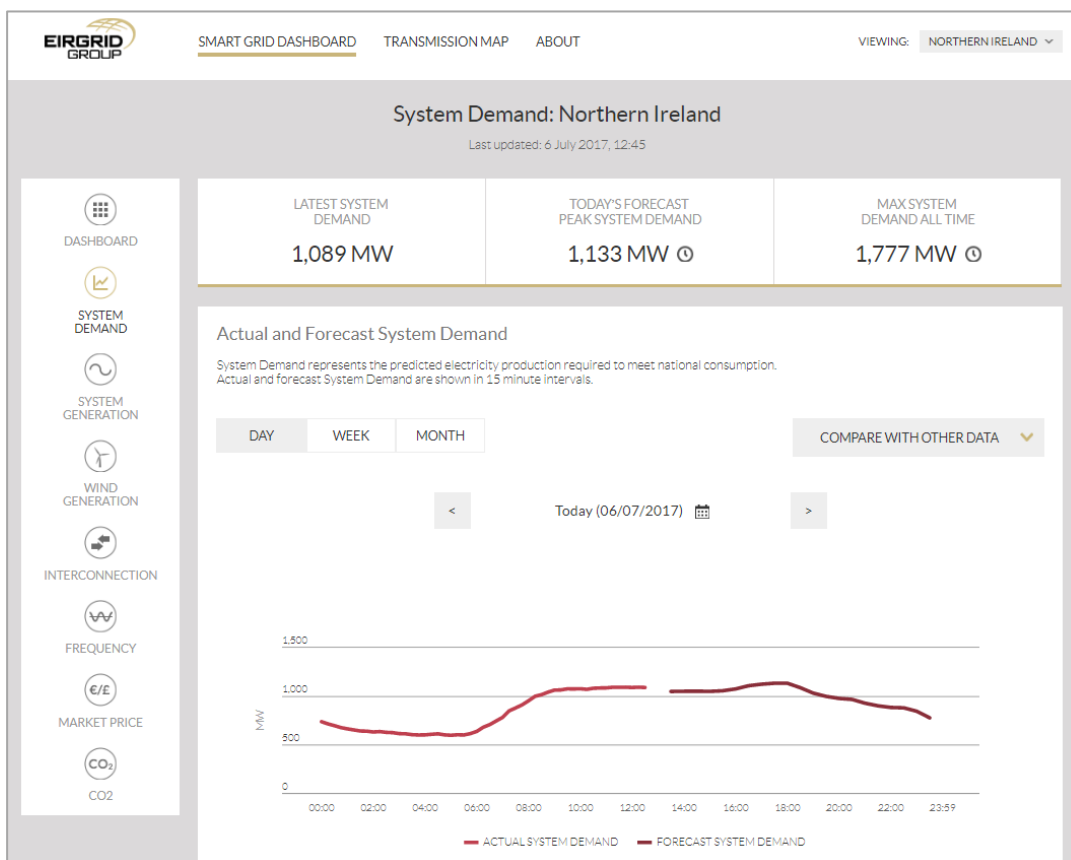 EIRGRID
GROUP
SMART GRID DASHBOARD
TRANSMISSION MAP
ABOUT
VIEWING:
NORTHERN IRELAND
System Demand: Northern Ireland
Last updated: 6 July 2017, 12:45
DASHBOARD
SYSTEM
DEMAND
SYSTEM
GENERATION
WIND
GENERATION
INTERCONNECTION
FREQUENCY
€/£
MARKET PRICE
CO₂
CO2
LATEST SYSTEM
DEMAND
1,089 MW
TODAY'S FORECAST
PEAK SYSTEM DEMAND
1,133 MW
MAX SYSTEM
DEMAND ALL TIME
1,777 MW
Actual and Forecast System Demand
System Demand represents the predicted electricity production required to meet national consumption.
Actual and forecast System Demand are shown in 15 minute intervals.
DAY
WEEK
MONTH
COMPARE WITH OTHER DATA
<
Today (06/07/2017)
>
1,500
1,000
500
0
MW
00:00 02:00 04:00 06:00 08:00 10:00 12:00 14:00 16:00 18:00 20:00 22:00 23:59
ACTUAL SYSTEM DEMAND
FORECAST SYSTEM DEMAND